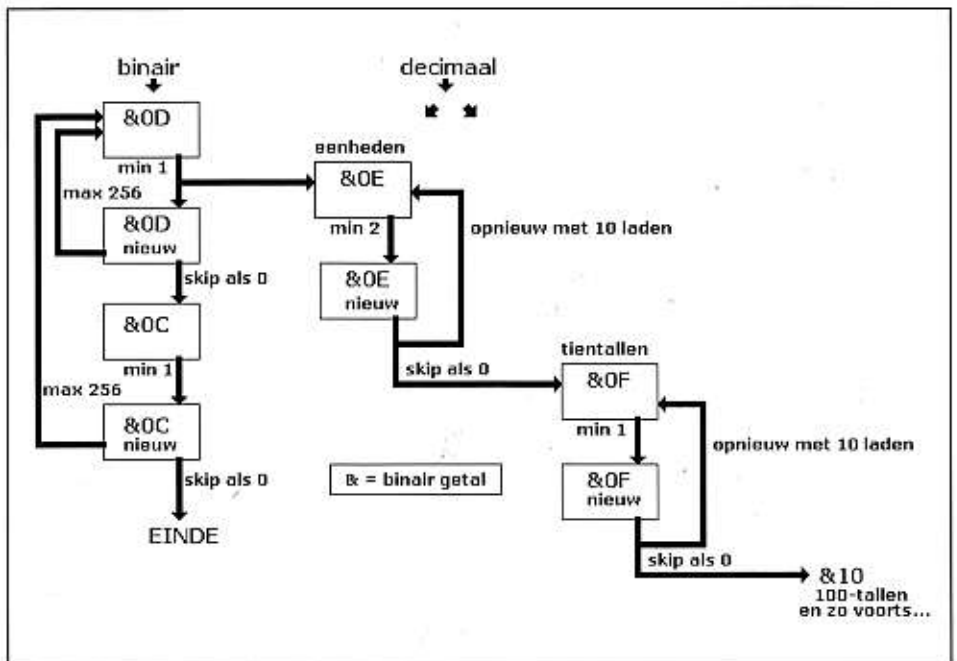 binair
decimaal
&0D
min 1
max 256
&0D
nieuw
skip als 0
&0C
min 1
max 256
&0C
nieuw
skip als 0
EINDE
eenheden
&0E
min 2
opnieuw met 10 laden
&0E
nieuw
skip als 0
tientallen
&0F
min 1
opnieuw met 10 laden
&0F
nieuw
skip als 0
&10
100-tallen
en zo voorts...
& = binair getal